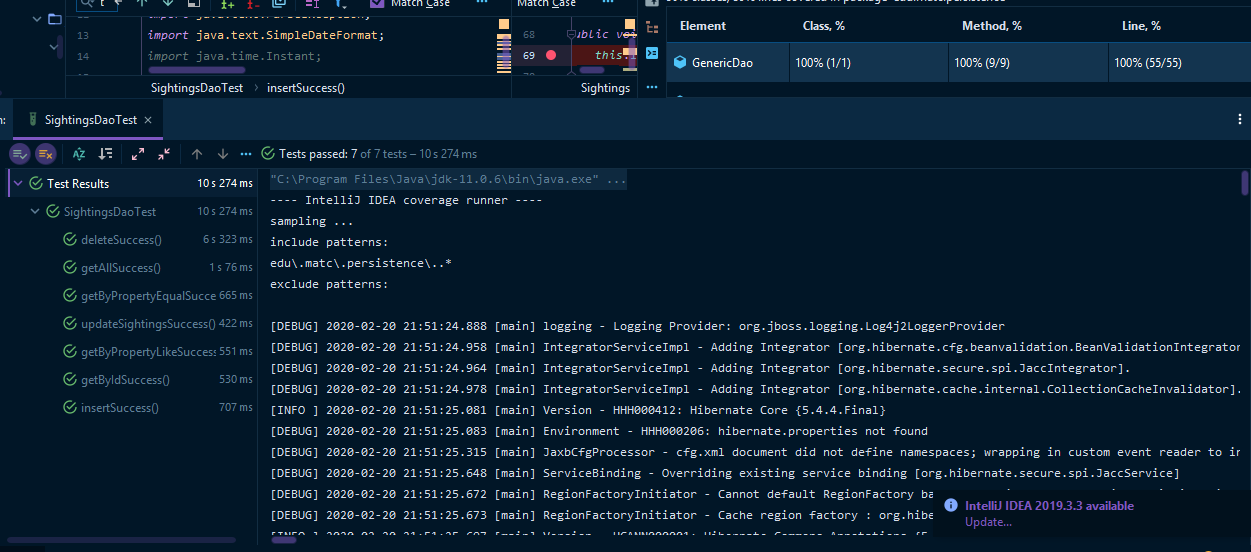 Match Case
Match Case
13 import java.text.SimpleDateFormat;
14 import java.time.Instant;
68
69 this.
SightingsDaoTest > insertSuccess()
Sightings
Element Class, % Method, % Line, %
GenericDao 100% (1/1) 100% (9/9) 100% (55/55)
SightingsDaoTest ×
Tests passed: 7 of 7 tests – 10 s 274 ms
Test Results 10 s 274 ms
SightingsDaoTest 10 s 274 ms
deleteSuccess() 6 s 323 ms
getAllSuccess() 1 s 76 ms
getByPropertyEqualSucce 665 ms
updateSightingsSuccess() 422 ms
getByPropertyLikeSuccess 551 ms
getByIdSuccess() 530 ms
insertSuccess() 707 ms
"C:\Program Files\Java\jdk-11.0.6\bin\java.exe" ...
---- IntelliJ IDEA coverage runner ----
sampling ...
include patterns:
edu\.matc\.persistence\..*
exclude patterns:
[DEBUG] 2020-02-20 21:51:24.888 [main] logging - Logging Provider: org.jboss.logging.Log4j2LoggerProvider
[DEBUG] 2020-02-20 21:51:24.958 [main] IntegratorServiceImpl - Adding Integrator [org.hibernate.cfg.beanvalidation.BeanValidationIntegrator
[DEBUG] 2020-02-20 21:51:24.964 [main] IntegratorServiceImpl - Adding Integrator [org.hibernate.secure.spi.JaccIntegrator].
[DEBUG] 2020-02-20 21:51:24.978 [main] IntegratorServiceImpl - Adding Integrator [org.hibernate.cache.internal.CollectionCacheInvalidator].
[INFO ] 2020-02-20 21:51:25.081 [main] Version - HHH000412: Hibernate Core {5.4.4.Final}
[DEBUG] 2020-02-20 21:51:25.083 [main] Environment - HHH000206: hibernate.properties not found
[DEBUG] 2020-02-20 21:51:25.315 [main] JaxbCfgProcessor - cfg.xml document did not define namespaces; wrapping in custom event reader to in
[DEBUG] 2020-02-20 21:51:25.648 [main] ServiceBinding - Overriding existing service binding [org.hibernate.secure.spi.JaccService]
[DEBUG] 2020-02-20 21:51:25.672 [main] RegionFactoryInitiator - Cannot default RegionFactory ba
[DEBUG] 2020-02-20 21:51:25.673 [main] RegionFactoryInitiator - Cache region factory : org.hibe
IntelliJ IDEA 2019.3.3 available
Update...